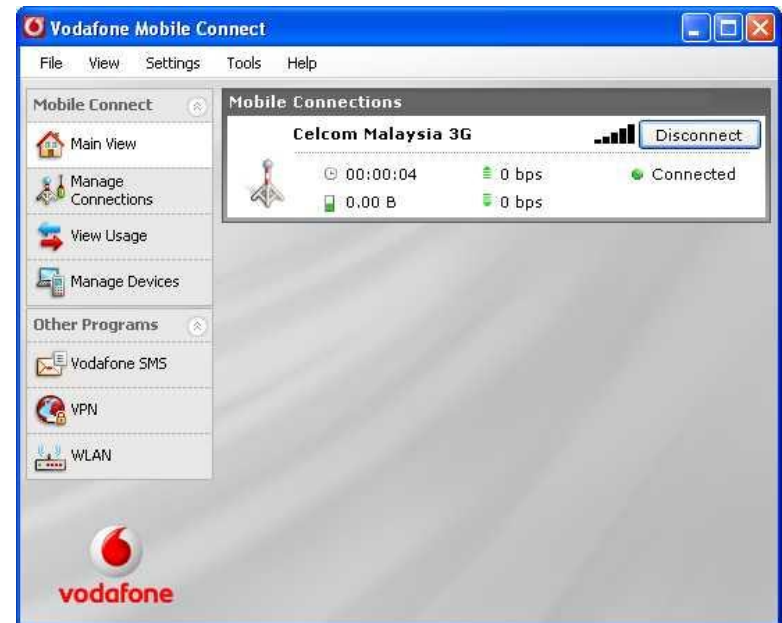 Vodafone Mobile Connect
File View Settings Tools Help
Mobile Connect
Main View
Manage
Connections
View Usage
Manage Devices
Other Programs
Vodafone SMS
VPN
WLAN
vodafone
Mobile Connections
Celcom Malaysia 3G Disconnect
00:00:04 0 bps Connected
0.00 B 0 bps